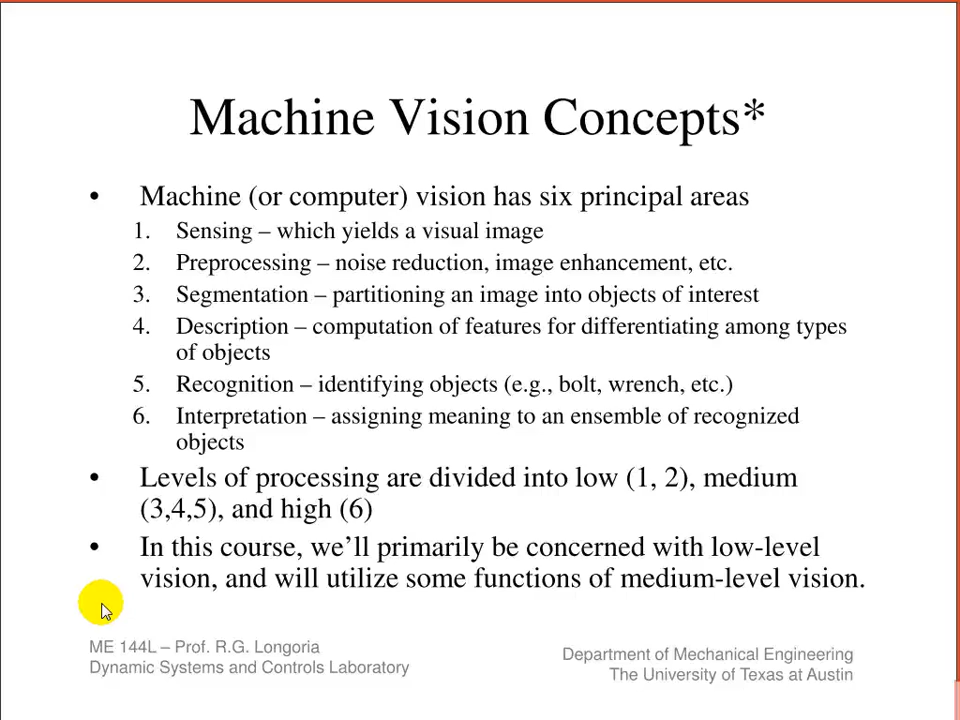 Machine Vision Concepts*
• Machine (or computer) vision has six principal areas
1. Sensing – which yields a visual image
2. Preprocessing – noise reduction, image enhancement, etc.
3. Segmentation – partitioning an image into objects of interest
4. Description – computation of features for differentiating among types
of objects
5. Recognition – identifying objects (e.g., bolt, wrench, etc.)
6. Interpretation – assigning meaning to an ensemble of recognized
objects
• Levels of processing are divided into low (1, 2), medium
(3,4,5), and high (6)
• In this course, we’ll primarily be concerned with low-level
vision, and will utilize some functions of medium-level vision.
ME 144L – Prof. R.G. Longoria
Dynamic Systems and Controls Laboratory
Department of Mechanical Engineering
The University of Texas at Austin